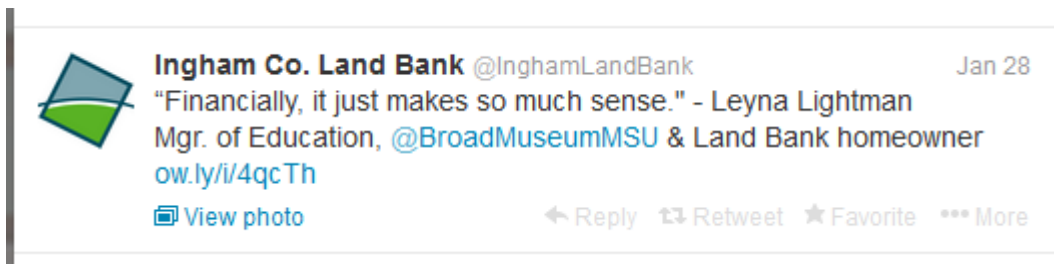 Ingham Co. Land Bank @InghamLandBank Jan 28
“Financially, it just makes so much sense." - Leyna Lightman
Mgr. of Education, @BroadMuseumMSU & Land Bank homeowner
ow.ly/i/4qcTh
View photo Reply Retweet Favorite More